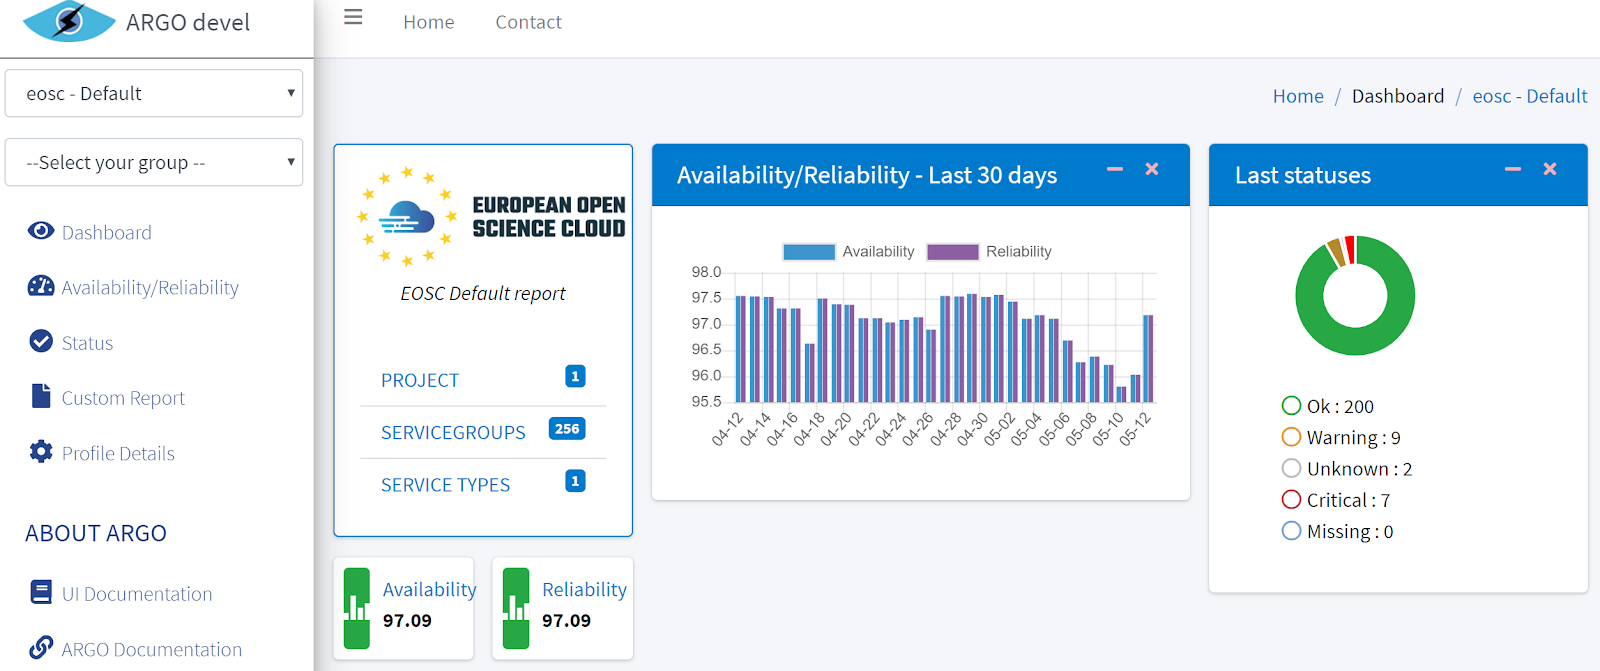 ARGO devel
Home
Contact
eosc - Default
--Select your group --
Dashboard
Availability/Reliability
Status
Custom Report
Profile Details
ABOUT ARGO
UI Documentation
ARGO Documentation
Home / Dashboard / eosc - Default
EUROPEAN OPEN
SCIENCE CLOUD
EOSC Default report
PROJECT 1
SERVICEGROUPS 256
SERVICE TYPES 1
Availability
97.09
Reliability
97.09
Availability/Reliability - Last 30 days
Availability Reliability
98.0
97.5
97.0
96.5
96.0
95.5
04-12 04-14 04-16 04-18 04-20 04-22 04-24 04-26 04-28 04-30 05-02 05-04 05-06 05-08 05-10 05-12
Last statuses
Ok : 200
Warning : 9
Unknown : 2
Critical : 7
Missing : 0